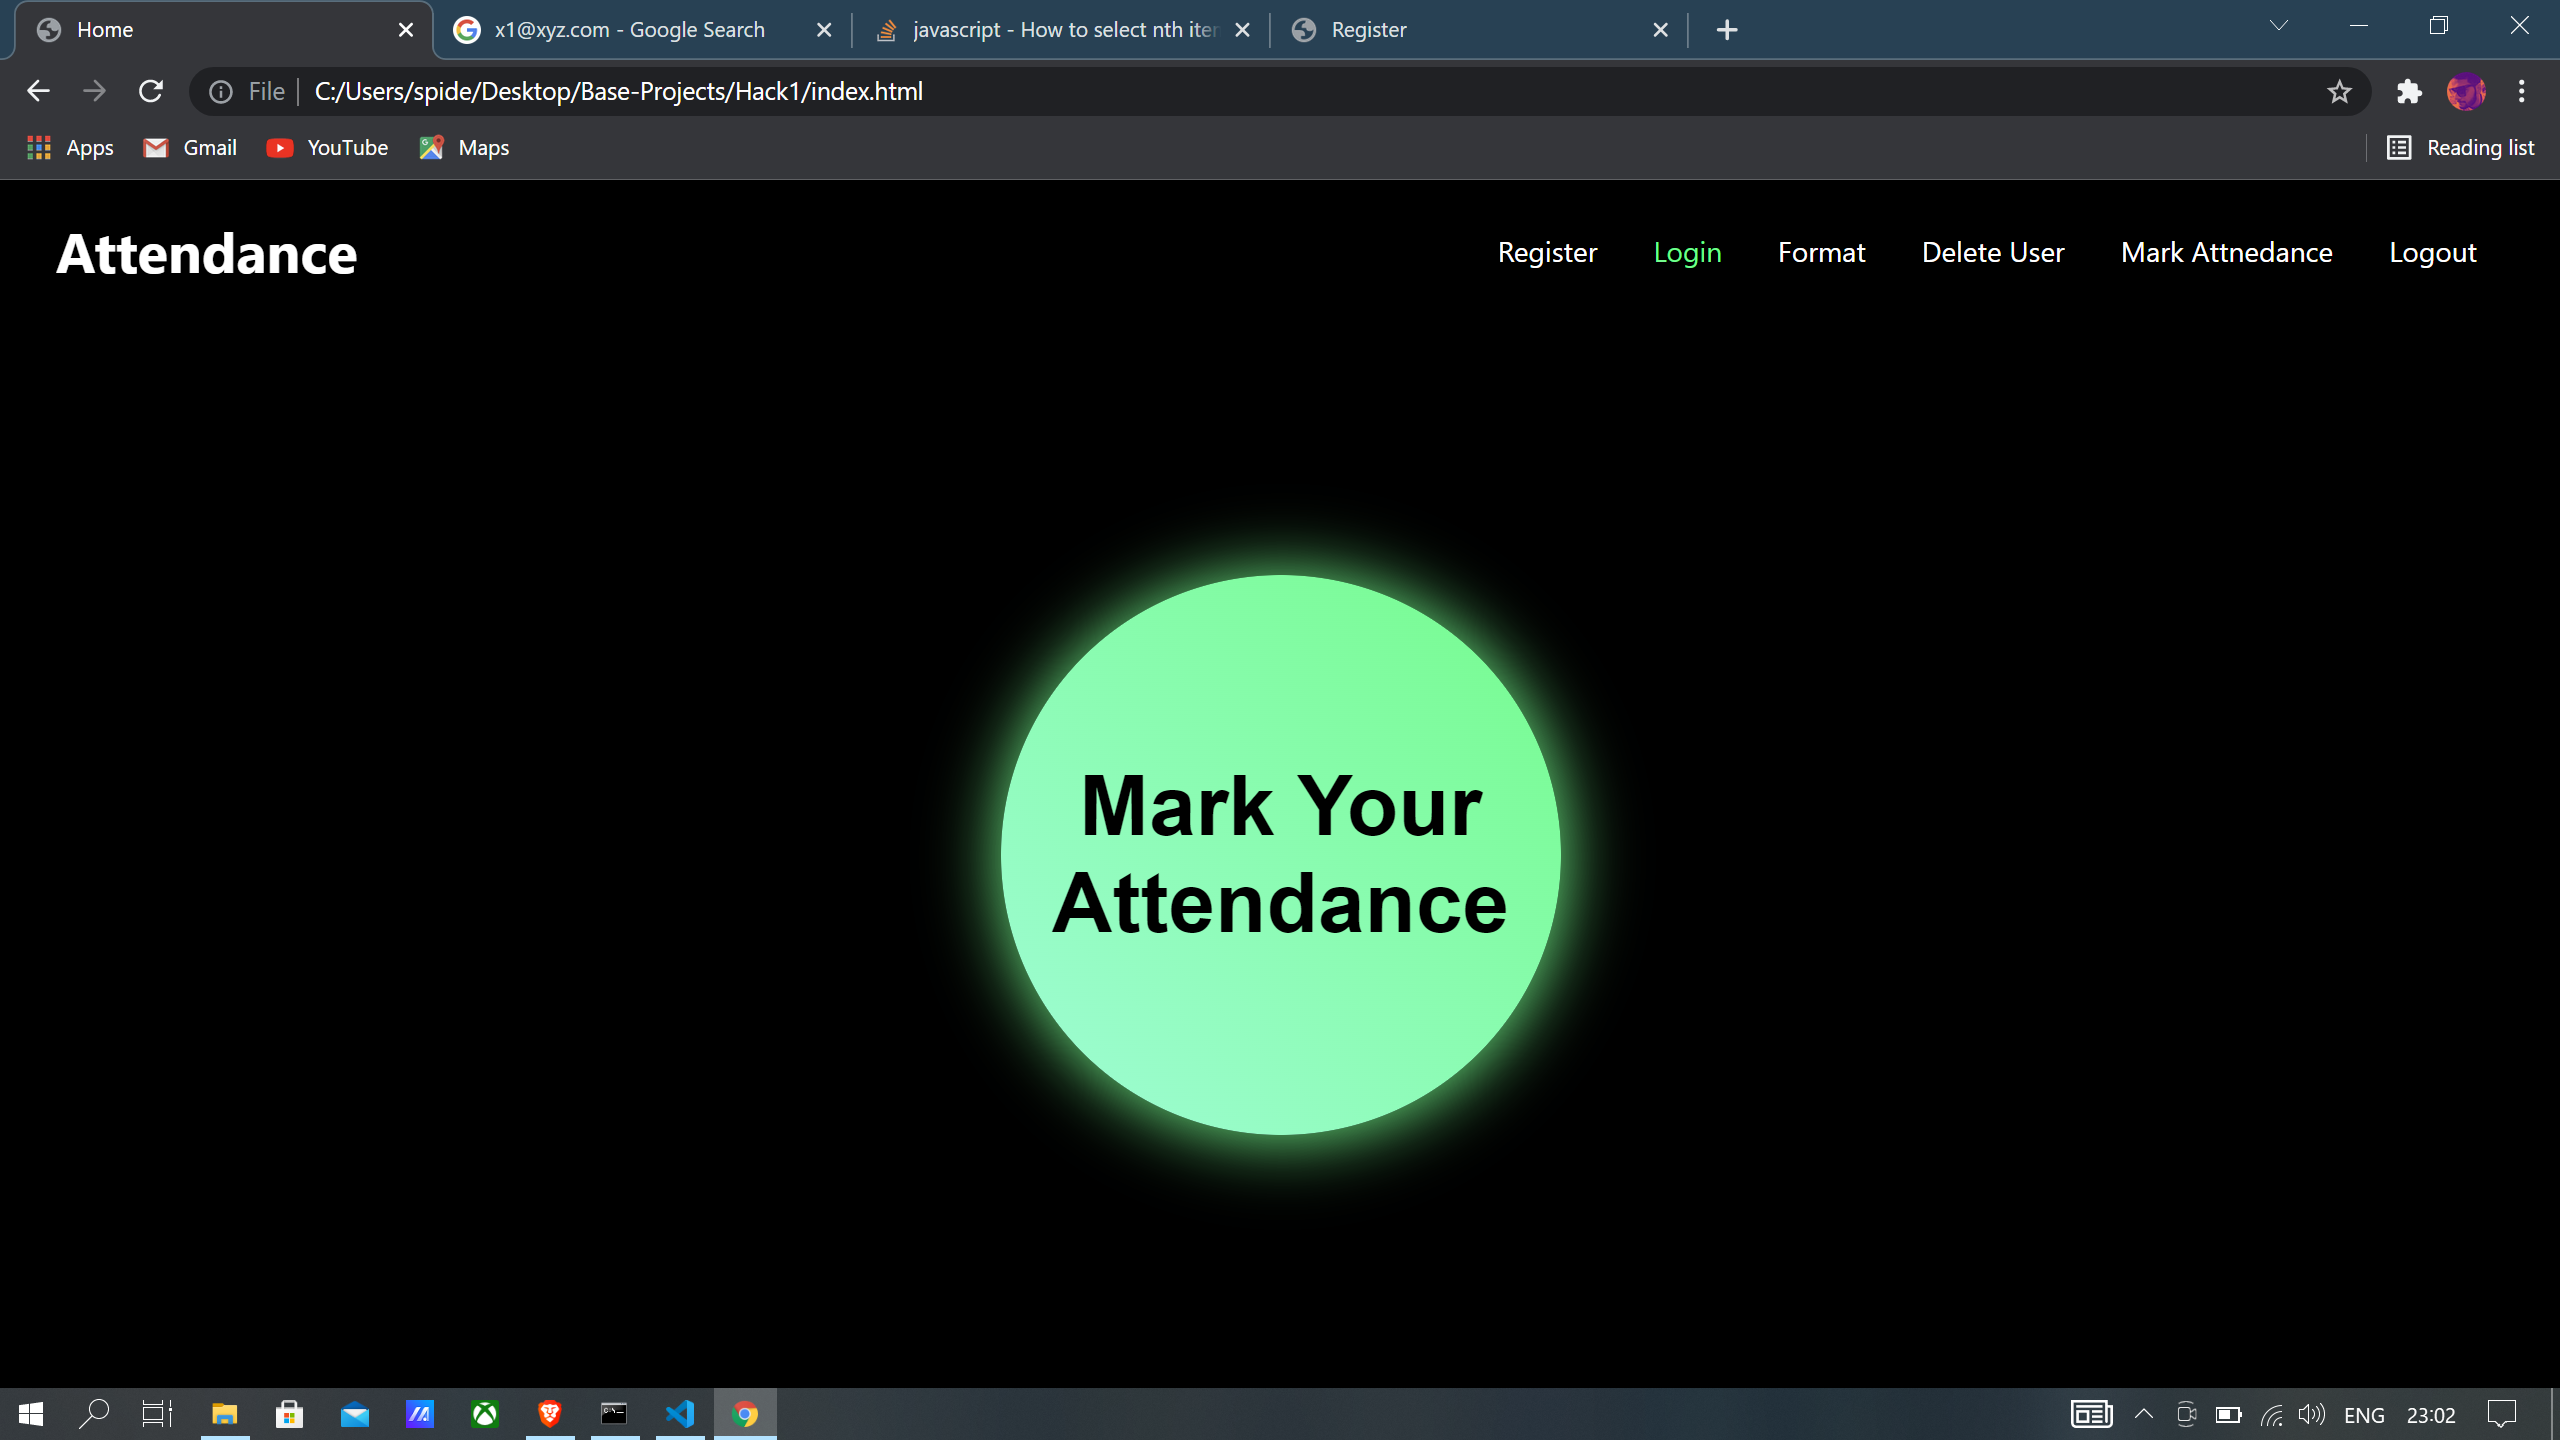 Home
x1@xyz.com - Google Search
javascript - How to select nth iter
Register
File
C:/Users/spide/Desktop/Base-Projects/Hack1/index.html
Apps
Gmail
YouTube
Maps
Reading list
Attendance
Register
Login
Format
Delete User
Mark Attnedance
Logout
Mark Your
Attendance
ENG
23:02